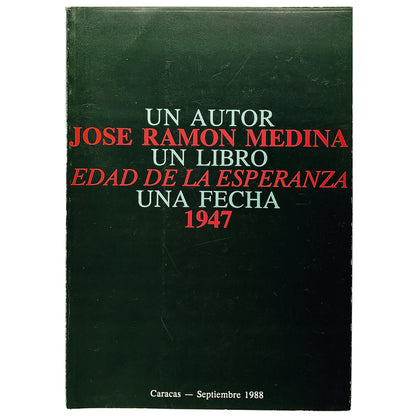 UN AUTOR
JOSE RAMON MEDINA
UN LIBRO
EDAD DE LA ESPERANZA
UNA FECHA
1947
Caracas — Septiembre 1988